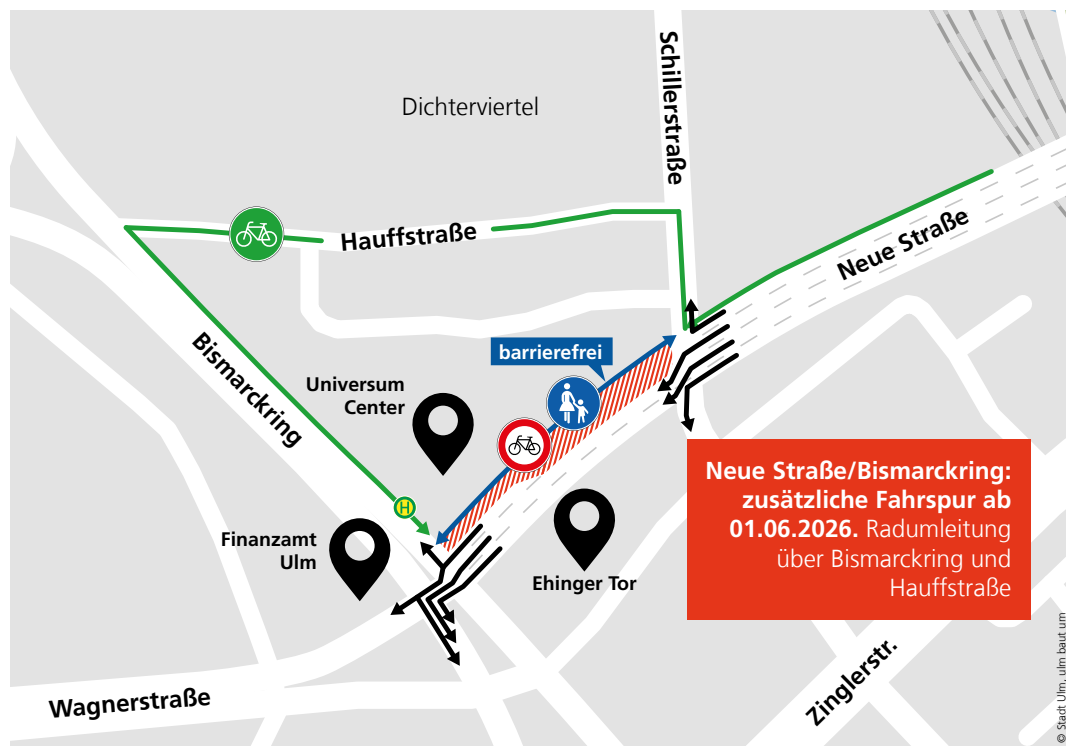 Dichterviertel
Schillerstraße
Hauffstraße
Neue Straße
Bismarckring
barrierefrei
Universum
Center
H
Finanzamt
Ulm
Ehinger Tor
Neue Straße/Bismarckring:
zusätzliche Fahrspur ab
01.06.2026. Radumleitung
über Bismarckring und
Hauffstraße
Wagnerstraße
Zinglerstr.
© Stadt Ulm, ulm baut um